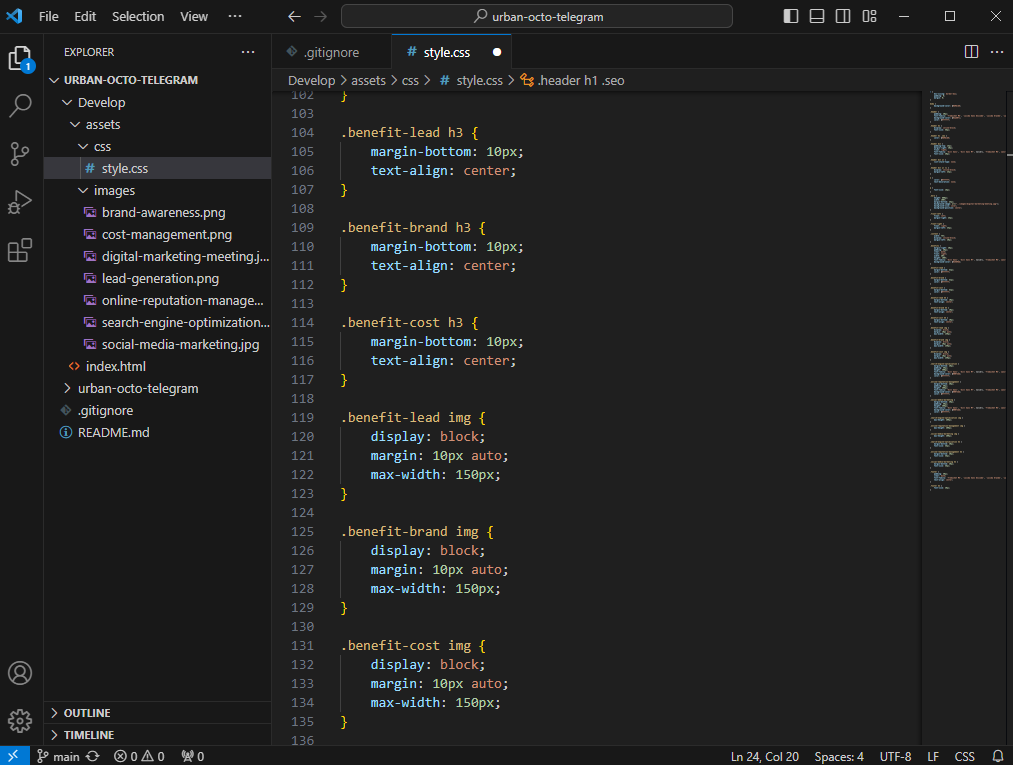 File Edit Selection View ··· urban-octo-telegram
EXPLORER ···
.gitignore
# style.css
1
URBAN-OCTO-TELEGRAM
Develop
assets
css
# style.css
images
brand-awareness.png
cost-management.png
digital-marketing-meeting.j...
lead-generation.png
online-reputation-manage...
search-engine-optimization...
social-media-marketing.jpg
<> index.html
urban-octo-telegram
.gitignore
README.md
OUTLINE
TIMELINE
Develop > assets > css > # style.css > .header h1 .seo
102 }
103
104 .benefit-lead h3 {
105 margin-bottom: 10px;
106 text-align: center;
107 }
108
109 .benefit-brand h3 {
110 margin-bottom: 10px;
111 text-align: center;
112 }
113
114 .benefit-cost h3 {
115 margin-bottom: 10px;
116 text-align: center;
117 }
118
119 .benefit-lead img {
120 display: block;
121 margin: 10px auto;
122 max-width: 150px;
123 }
124
125 .benefit-brand img {
126 display: block;
127 margin: 10px auto;
128 max-width: 150px;
129 }
130
131 .benefit-cost img {
132 display: block;
133 margin: 10px auto;
134 max-width: 150px;
135 }
136
main 0 0 0 Ln 24, Col 20 Spaces: 4 UTF-8 LF CSS